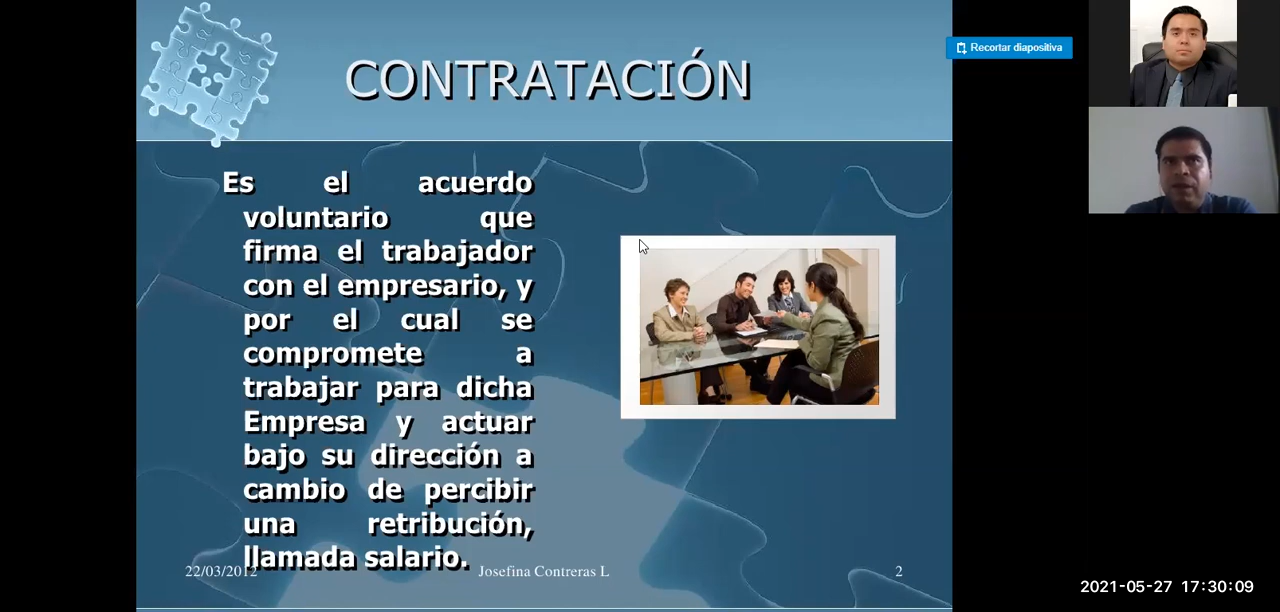 CONTRATACIÓN
Recortar diapositiva
Es el acuerdo
voluntario que
firma el trabajador
con el empresario, y
por el cual se
compromete a
trabajar para dicha
Empresa y actuar
bajo su dirección a
cambio de percibir
una retribución,
llamada salario.
22/03/2012
Josefina Contreras L
2
2021-05-27 17:30:09